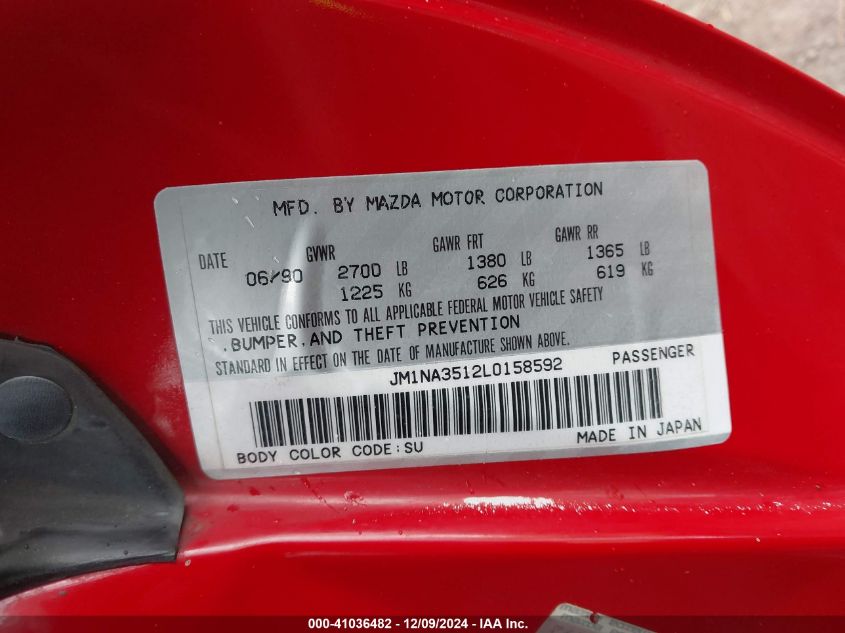 MFD. BY MAZDA MOTOR CORPORATION
DATE GVWR GAWR FRT GAWR RR
06/90 2700 LB 1380 LB 1365 LB
1225 KG 626 KG 619 KG
THIS VEHICLE CONFORMS TO ALL APPLICABLE FEDERAL MOTOR VEHICLE SAFETY
,BUMPER,AND THEFT PREVENTION
STANDARD IN EFFECT ON THE DATE OF MANUFACTURE SHOWN ABOVE.
JM1NA3512L0158592 PASSENGER
BODY COLOR CODE:SU MADE IN JAPAN
000-41036482 - 12/09/2024 - IAA Inc.